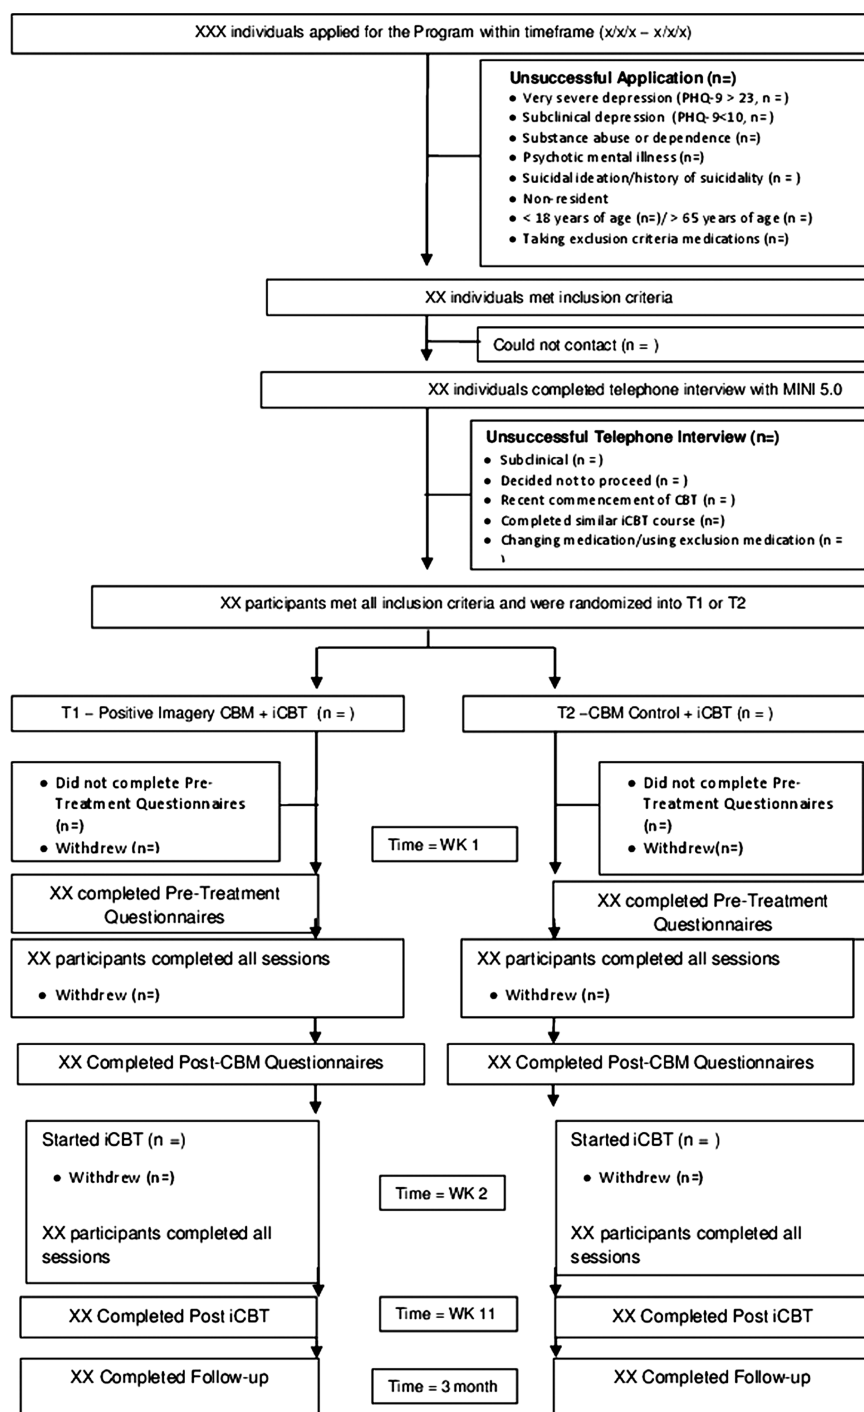 XXX individuals applied for the Program within timeframe (x/x/x – x/x/x)
Unsuccessful Application (n=)
• Very severe depression (PHQ-9 > 23, n =)
• Subclinical depression (PHQ-9<10, n=)
• Substance abuse or dependence (n=)
• Psychotic mental illness (n=)
• Suicidal ideation/history of suicidality (n = )
• Non-resident
• < 18 years of age (n=)/ > 65 years of age (n =)
• Taking exclusion criteria medications (n=)
XX individuals met inclusion criteria
Could not contact (n = )
XX individuals completed telephone interview with MINI 5.0
Unsuccessful Telephone Interview (n=)
• Subclinical (n = )
• Decided not to proceed (n = )
• Recent commencement of CBT (n = )
• Completed similar iCBT course (n=)
• Changing medication/using exclusion medication (n =
)
XX participants met all inclusion criteria and were randomized into T1 or T2
T1 – Positive Imagery CBM + iCBT (n = )
T2 –CBM Control + iCBT (n = )
• Did not complete Pre-
Treatment Questionnaires
(n=)
• Withdrew (n=)
• Did not complete Pre-
Treatment Questionnaires
(n=)
• Withdrew(n=)
Time = WK 1
XX completed Pre-Treatment
Questionnaires
XX completed Pre-Treatment
Questionnaires
XX participants completed all sessions
• Withdrew (n=)
XX participants completed all sessions
• Withdrew (n=)
XX Completed Post-CBM Questionnaires
XX Completed Post-CBM Questionnaires
Started iCBT (n =)
• Withdrew (n=)
XX participants completed all
sessions
Time = WK 2
Started iCBT (n = )
• Withdrew (n=)
XX participants completed all
sessions
XX Completed Post iCBT
Time = WK 11
XX Completed Post iCBT
XX Completed Follow-up
Time = 3 month
XX Completed Follow-up